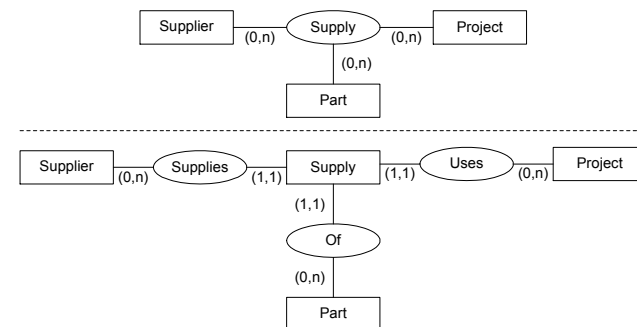 Supplier Supply Project
(0,n) (0,n)
(0,n)
Part
Supplier Supplies Supply Uses Project
(0,n) (1,1) (1,1) (0,n)
(1,1)
Of
(0,n)
Part